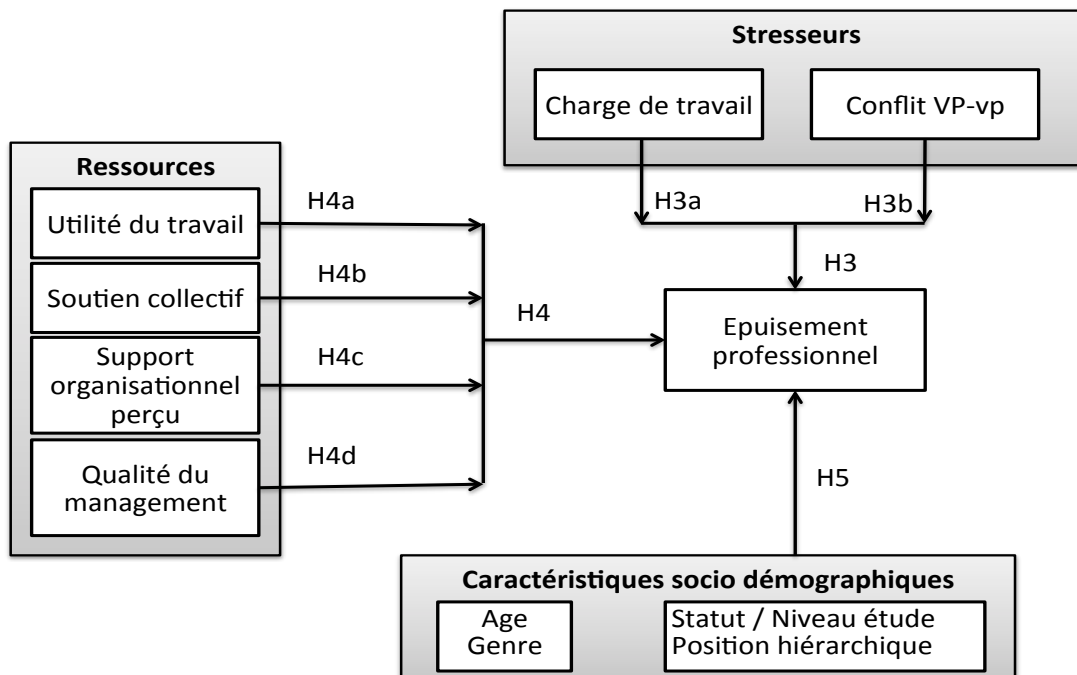 Stresseurs
Charge de travail
Conflit VP-vp
Ressources
Utilité du travail
Soutien collectif
Support
organisationnel
perçu
Qualité du
management
H4a
H4b
H4c
H4d
H4
H3a
H3b
H3
Epuisement
professionnel
H5
Caractéristiques socio démographiques
Age
Genre
Statut / Niveau étude
Position hiérarchique